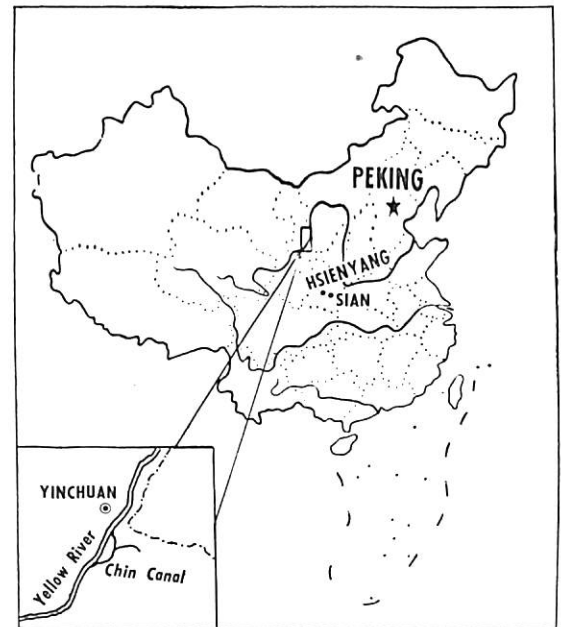 PEKING
HSIENYANG
SIAN
YINCHUAN
Yellow River
Chin Canal